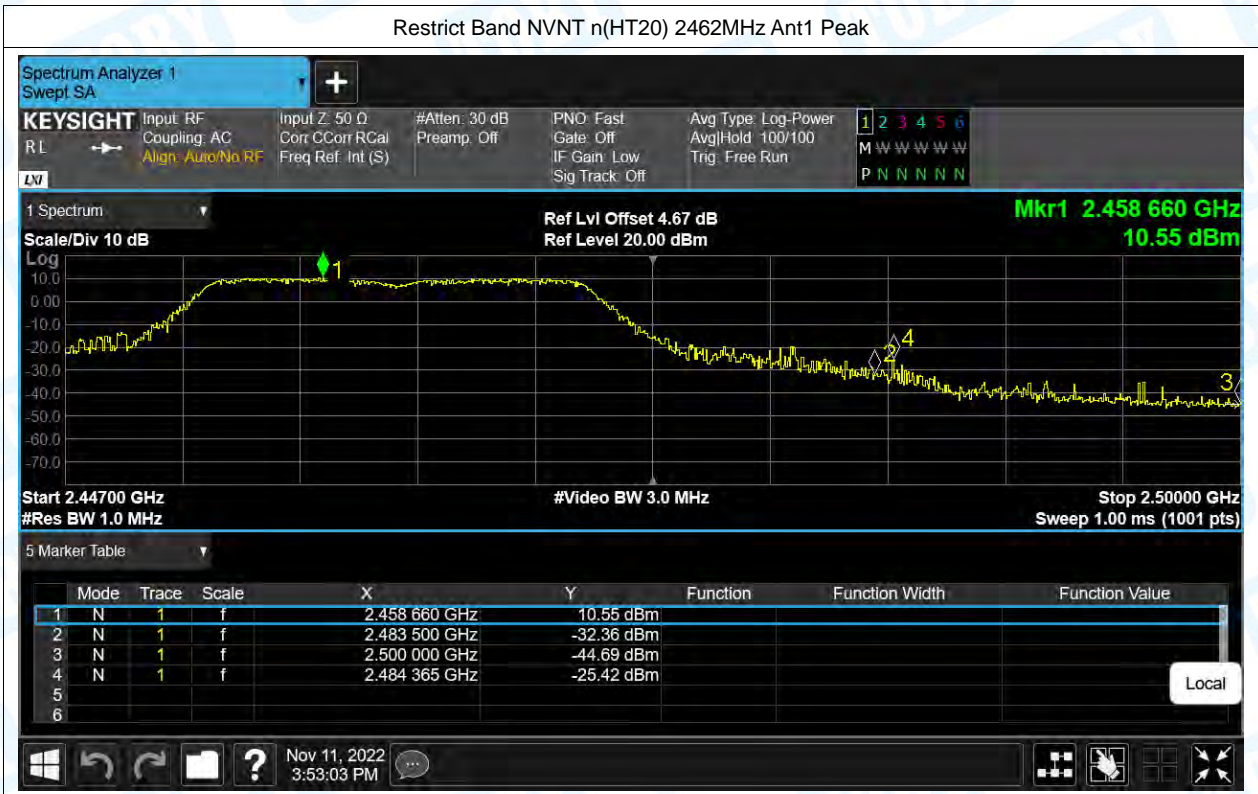 Restrict Band NVNT n(HT20) 2462MHz Ant1 Peak
Spectrum Analyzer 1
Swept SA
+
KEYSIGHT Input: RF Input Z: 50 Ω #Atten: 30 dB PNO: Fast Avg Type: Log-Power 1 2 3 4 5 6
RL Coupling: AC Corr CCorr RCal Preamp: Off Gate: Off Avg|Hold: 100/100 M W W W W W W
Align: Auto/No RF Freq Ref: Int (S) IF Gain: Low Trig: Free Run
LXI Sig Track: Off P N N N N N
1 Spectrum Ref Lvl Offset 4.67 dB Mkr1 2.458 660 GHz
Scale/Div 10 dB Ref Level 20.00 dBm 10.55 dBm
Log
10.0
0.00
-10.0
-20.0
-30.0
-40.0
-50.0
-60.0
-70.0
1
2
4
3
Start 2.44700 GHz #Video BW 3.0 MHz Stop 2.50000 GHz
#Res BW 1.0 MHz Sweep 1.00 ms (1001 pts)
5 Marker Table
Mode Trace Scale X Y Function Function Width Function Value
1 N 1 f 2.458 660 GHz 10.55 dBm
2 N 1 f 2.483 500 GHz -32.36 dBm
3 N 1 f 2.500 000 GHz -44.69 dBm
4 N 1 f 2.484 365 GHz -25.42 dBm
5
6
Local
? Nov 11, 2022
3:53:03 PM